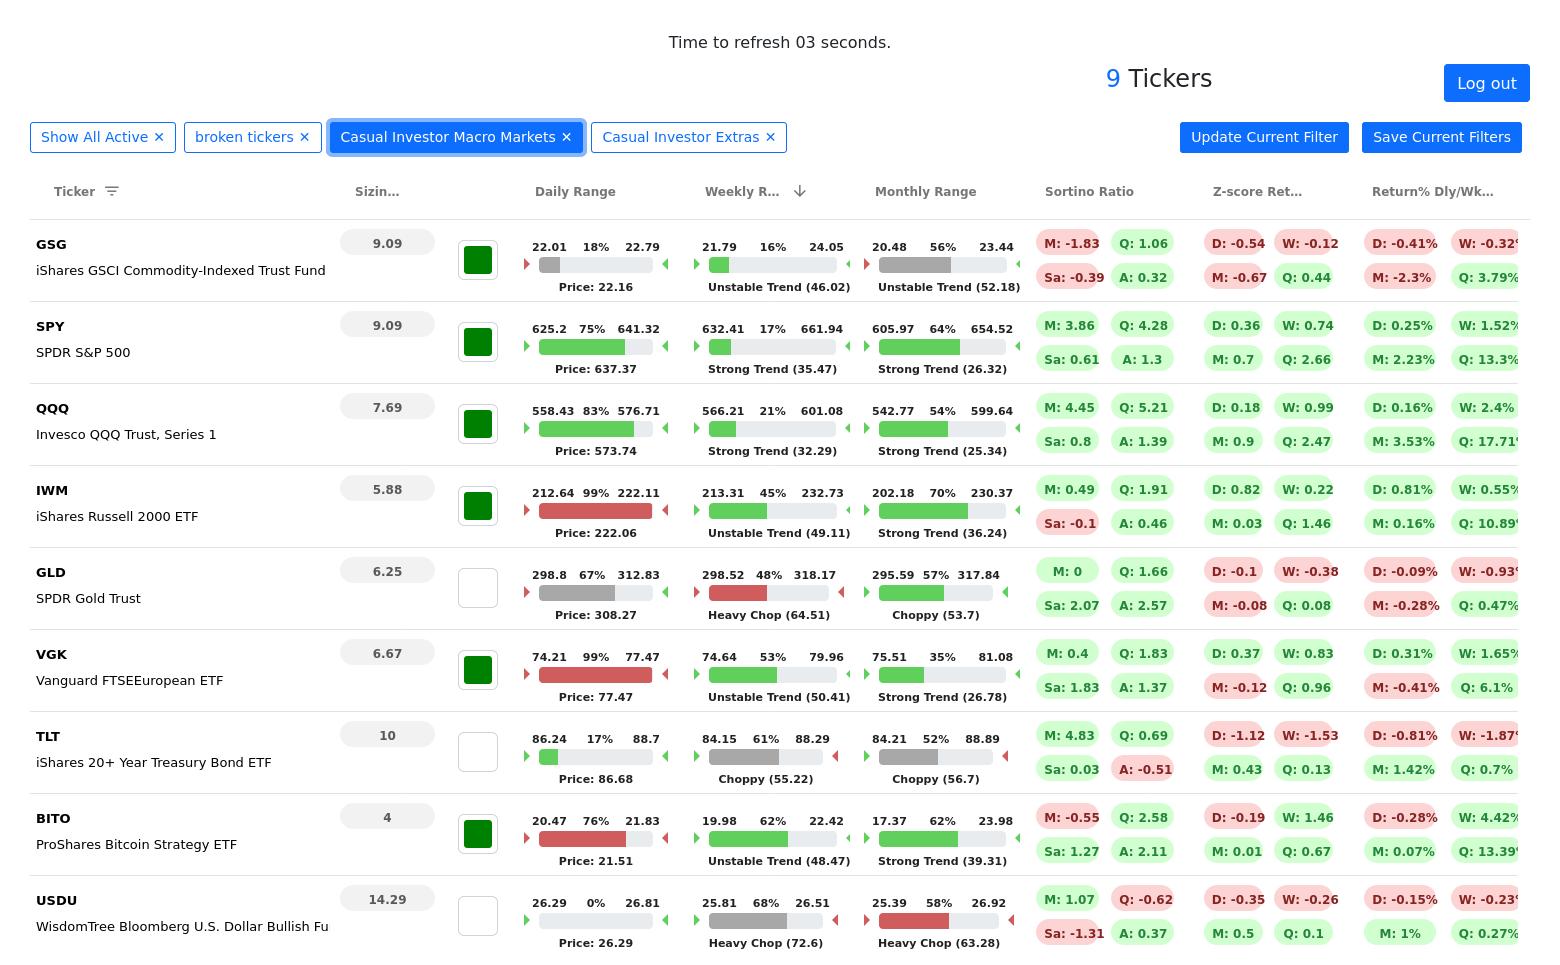 Time to refresh 03 seconds.
9 Tickers
Log out
Show All Active ✕ broken tickers ✕ Casual Investor Macro Markets ✕ Casual Investor Extras ✕ Update Current Filter Save Current Filters
Ticker Sizin… Daily Range Weekly R… Monthly Range Sortino Ratio Z-score Ret… Return% Dly/Wk…
GSG 9.09 22.01 18% 22.79 21.79 16% 24.05 20.48 56% 23.44 M: -1.83 Q: 1.06 D: -0.54 W: -0.12 D: -0.41% W: -0.32%
iShares GSCI Commodity-Indexed Trust Fund Sa: -0.39 A: 0.32 M: -0.67 Q: 0.44 M: -2.3% Q: 3.79%
Price: 22.16 Unstable Trend (46.02) Unstable Trend (52.18)
SPY 9.09 625.2 75% 641.32 632.41 17% 661.94 605.97 64% 654.52 M: 3.86 Q: 4.28 D: 0.36 W: 0.74 D: 0.25% W: 1.52%
SPDR S&P 500 Sa: 0.61 A: 1.3 M: 0.7 Q: 2.66 M: 2.23% Q: 13.3%
Price: 637.37 Strong Trend (35.47) Strong Trend (26.32)
QQQ 7.69 558.43 83% 576.71 566.21 21% 601.08 542.77 54% 599.64 M: 4.45 Q: 5.21 D: 0.18 W: 0.99 D: 0.16% W: 2.4%
Invesco QQQ Trust, Series 1 Sa: 0.8 A: 1.39 M: 0.9 Q: 2.47 M: 3.53% Q: 17.71%
Price: 573.74 Strong Trend (32.29) Strong Trend (25.34)
IWM 5.88 212.64 99% 222.11 213.31 45% 232.73 202.18 70% 230.37 M: 0.49 Q: 1.91 D: 0.82 W: 0.22 D: 0.81% W: 0.55%
iShares Russell 2000 ETF Sa: -0.1 A: 0.46 M: 0.03 Q: 1.46 M: 0.16% Q: 10.89%
Price: 222.06 Unstable Trend (49.11) Strong Trend (36.24)
GLD 6.25 298.8 67% 312.83 298.52 48% 318.17 295.59 57% 317.84 M: 0 Q: 1.66 D: -0.1 W: -0.38 D: -0.09% W: -0.93%
SPDR Gold Trust Sa: 2.07 A: 2.57 M: -0.08 Q: 0.08 M: -0.28% Q: 0.47%
Price: 308.27 Heavy Chop (64.51) Choppy (53.7)
VGK 6.67 74.21 99% 77.47 74.64 53% 79.96 75.51 35% 81.08 M: 0.4 Q: 1.83 D: 0.37 W: 0.83 D: 0.31% W: 1.65%
Vanguard FTSEEuropean ETF Sa: 1.83 A: 1.37 M: -0.12 Q: 0.96 M: -0.41% Q: 6.1%
Price: 77.47 Unstable Trend (50.41) Strong Trend (26.78)
TLT 10 86.24 17% 88.7 84.15 61% 88.29 84.21 52% 88.89 M: 4.83 Q: 0.69 D: -1.12 W: -1.53 D: -0.81% W: -1.87%
iShares 20+ Year Treasury Bond ETF Sa: 0.03 A: -0.51 M: 0.43 Q: 0.13 M: 1.42% Q: 0.7%
Price: 86.68 Choppy (55.22) Choppy (56.7)
BITO 4 20.47 76% 21.83 19.98 62% 22.42 17.37 62% 23.98 M: -0.55 Q: 2.58 D: -0.19 W: 1.46 D: -0.28% W: 4.42%
ProShares Bitcoin Strategy ETF Sa: 1.27 A: 2.11 M: 0.01 Q: 0.67 M: 0.07% Q: 13.39%
Price: 21.51 Unstable Trend (48.47) Strong Trend (39.31)
USDU 14.29 26.29 0% 26.81 25.81 68% 26.51 25.39 58% 26.92 M: 1.07 Q: -0.62 D: -0.35 W: -0.26 D: -0.15% W: -0.23%
WisdomTree Bloomberg U.S. Dollar Bullish Fu Sa: -1.31 A: 0.37 M: 0.5 Q: 0.1 M: 1% Q: 0.27%
Price: 26.29 Heavy Chop (72.6) Heavy Chop (63.28)